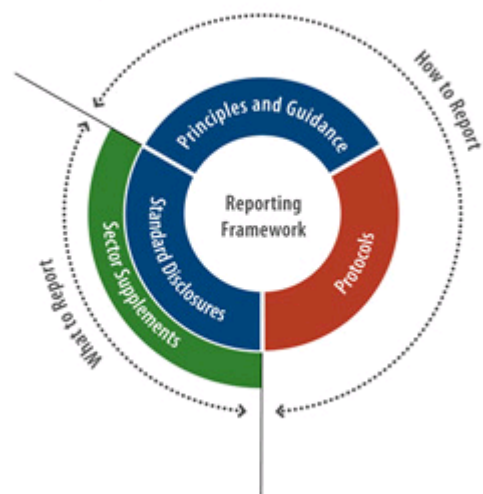 How to Report
Principles and Guidance
Reporting
Framework
Standard Disclosures
Protocols
Sector Supplements
What to Report